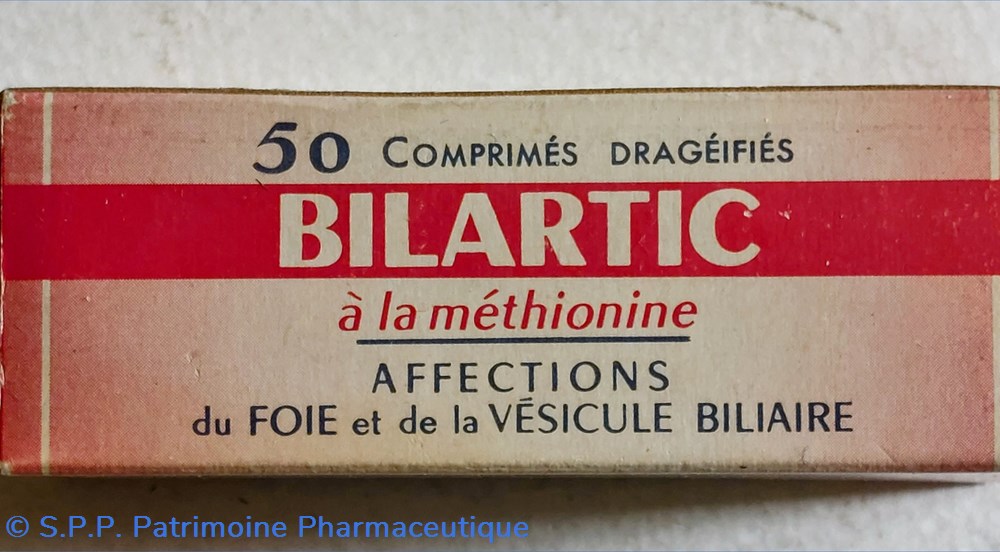 50 COMPRIMÉS DRAGÉIFIÉS
BILARTIC
à la méthionine
AFFECTIONS
du FOIE et de la VÉSICULE BILIAIRE
© S.P.P. Patrimoine Pharmaceutique